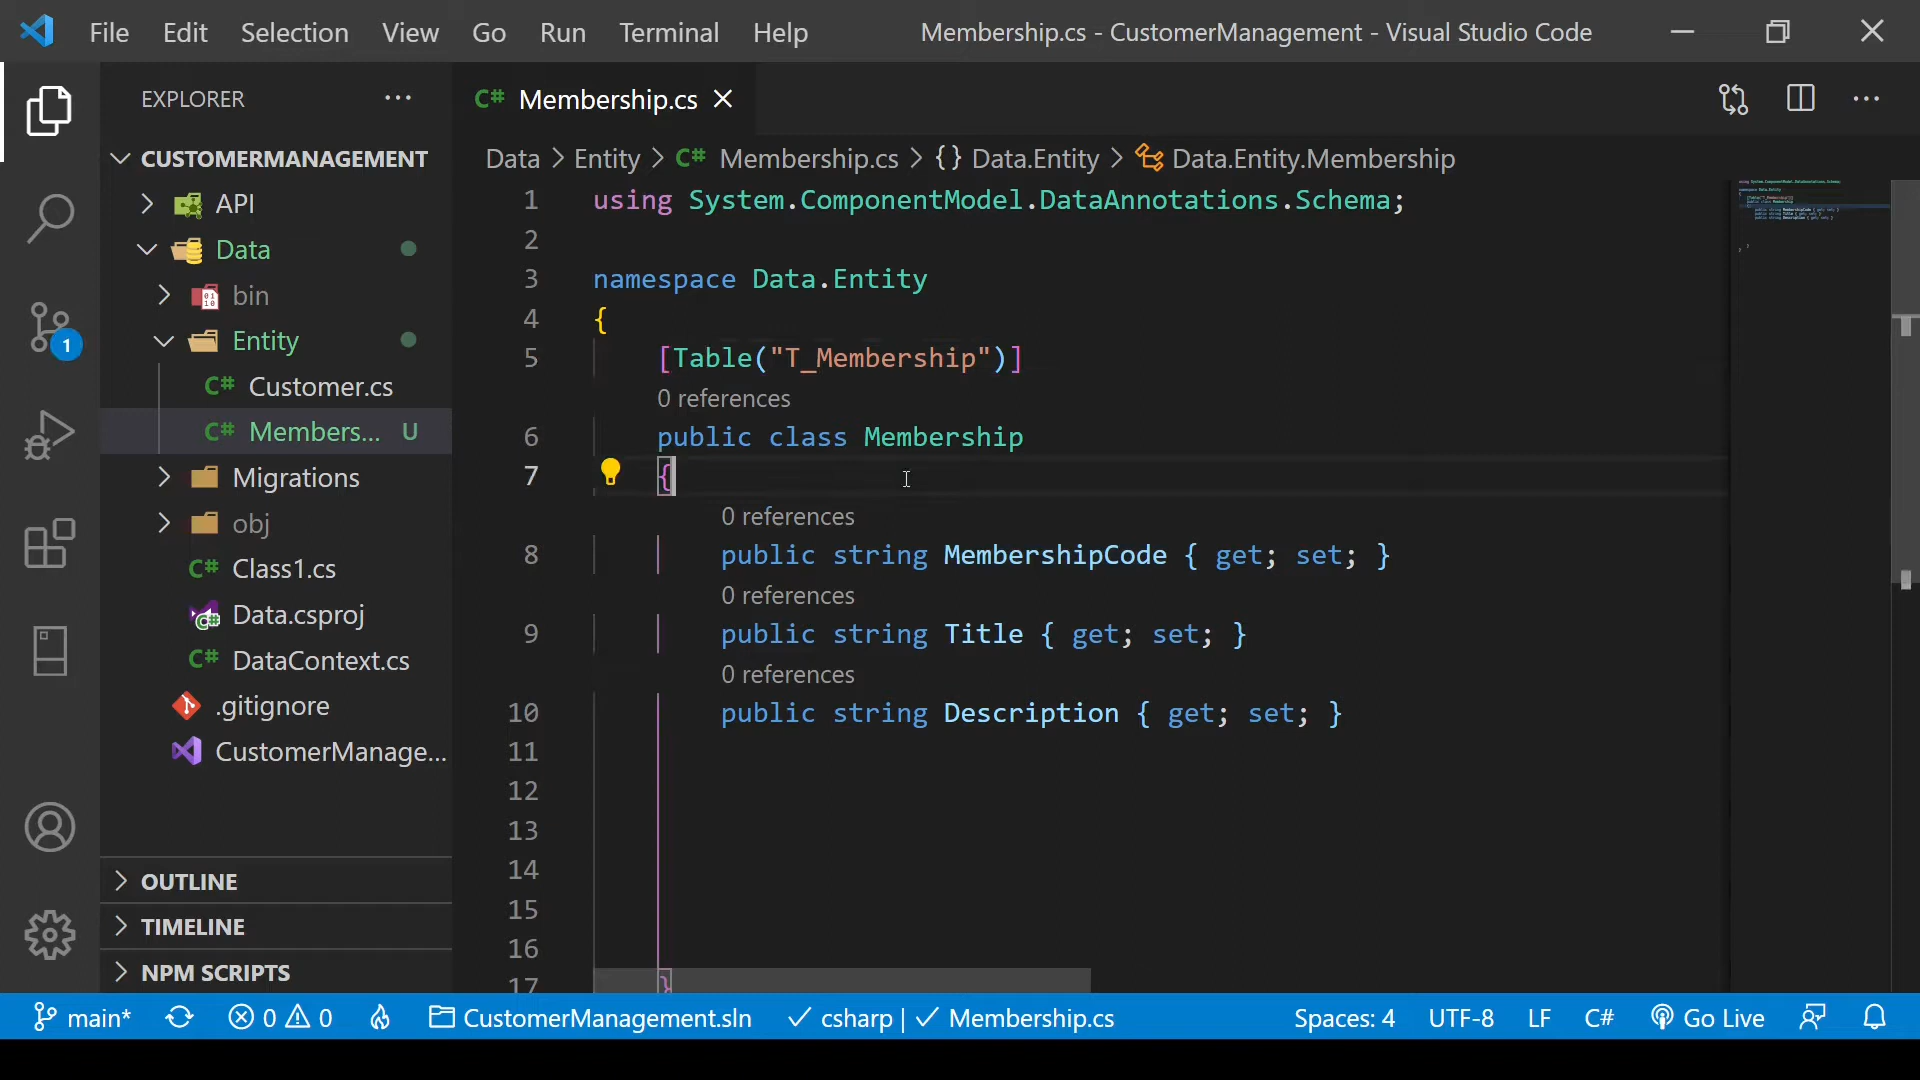 File Edit Selection View Go Run Terminal Help Membership.cs - CustomerManagement - Visual Studio Code
EXPLORER
CUSTOMERMANAGEMENT
API
Data
bin
Entity
Customer.cs
Members... U
Migrations
obj
Class1.cs
Data.csproj
DataContext.cs
.gitignore
CustomerManage...
OUTLINE
TIMELINE
NPM SCRIPTS
1
C# Membership.cs
Data > Entity > C# Membership.cs > {} Data.Entity > Data.Entity.Membership
1 using System.ComponentModel.DataAnnotations.Schema;
2
3 namespace Data.Entity
4 {
5 [Table("T_Membership")]
0 references
6 public class Membership
7 {
0 references
8 public string MembershipCode { get; set; }
0 references
9 public string Title { get; set; }
0 references
10 public string Description { get; set; }
11
12
13
14
15
16
17 }
main* 0 0 CustomerManagement.sln csharp | Membership.cs Spaces: 4 UTF-8 LF C# Go Live